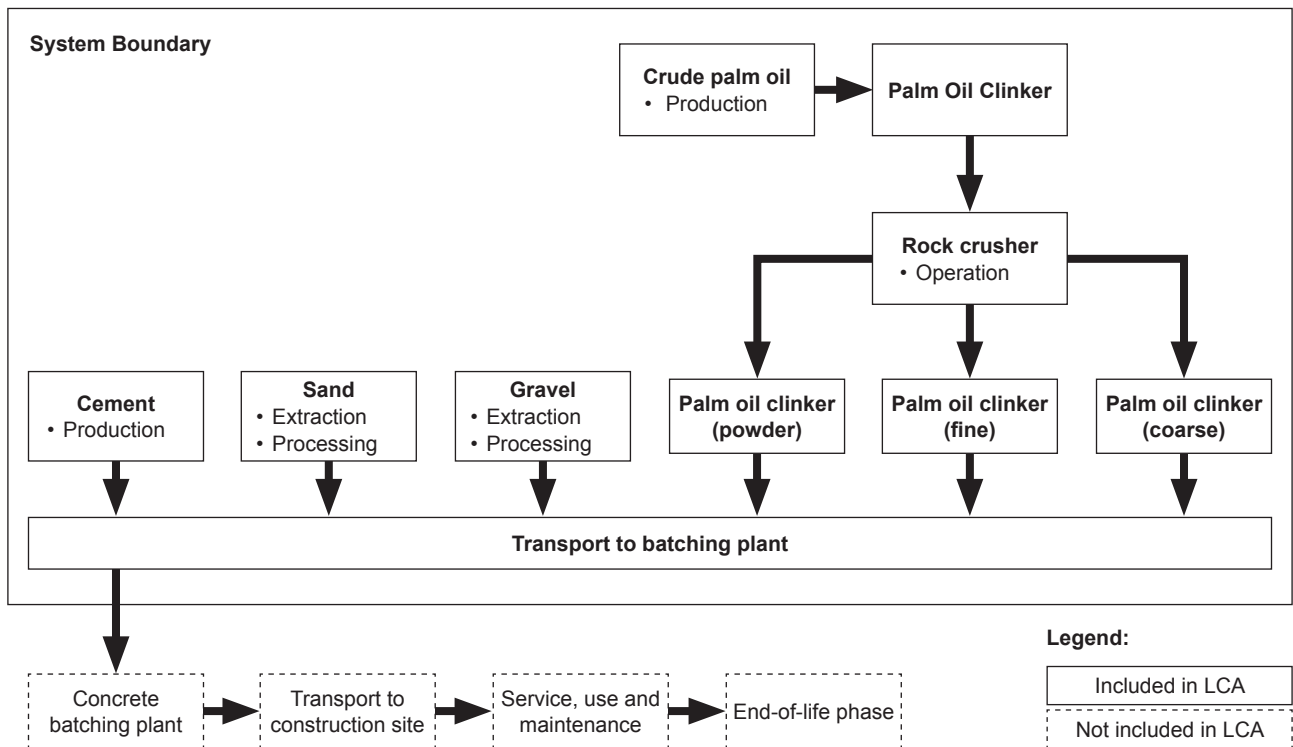 System Boundary
Crude palm oil
• Production
Palm Oil Clinker
Rock crusher
• Operation
Cement
• Production
Sand
• Extraction
• Processing
Gravel
• Extraction
• Processing
Palm oil clinker
(powder)
Palm oil clinker
(fine)
Palm oil clinker
(coarse)
Transport to batching plant
Concrete
batching plant
Transport to
construction site
Service, use and
maintenance
End-of-life phase
Legend:
Included in LCA
Not included in LCA